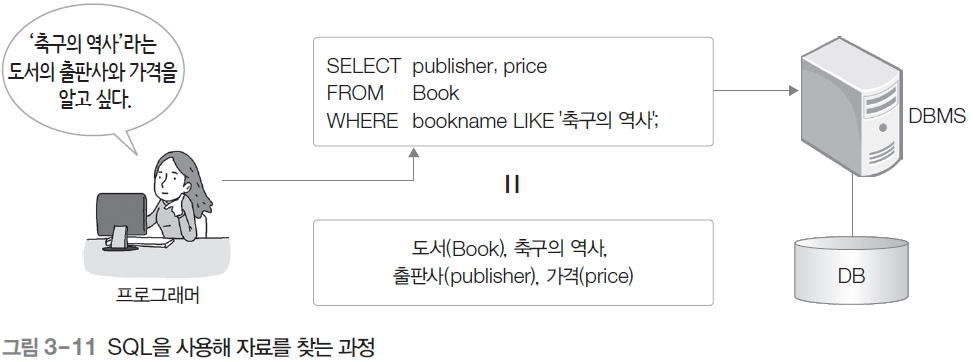 ‘축구의 역사’라는
도서의 출판사와 가격을
알고 싶다.
프로그래머
SELECT publisher, price
FROM Book
WHERE bookname LIKE '축구의 역사';
=
도서(Book), 축구의 역사,
출판사(publisher), 가격(price)
DBMS
DB
그림 3-11 SQL을 사용해 자료를 찾는 과정